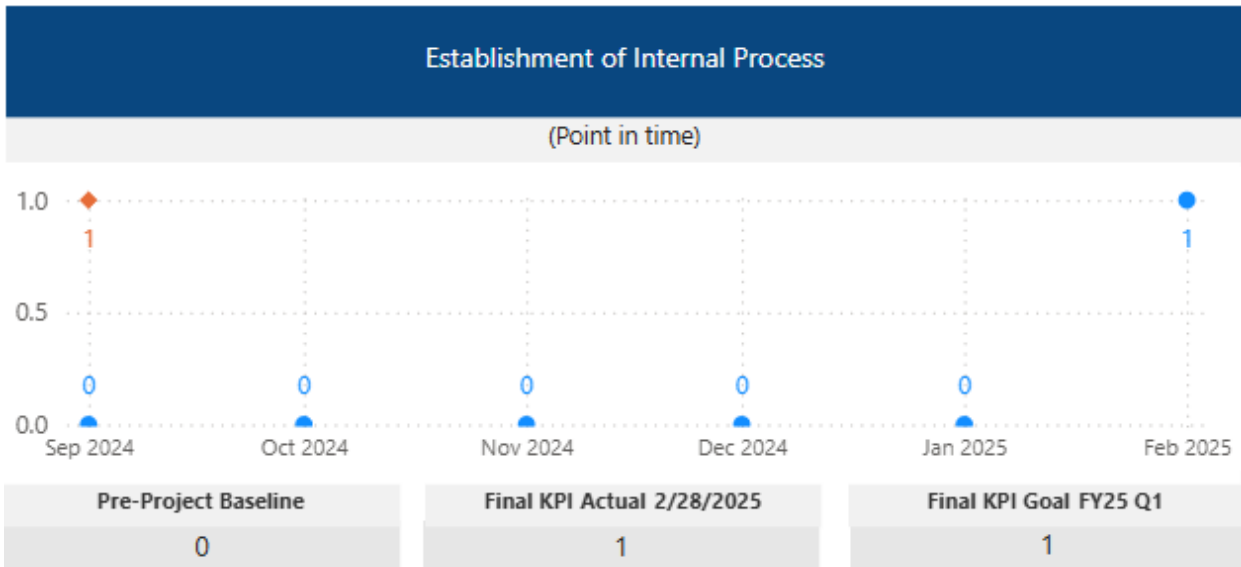 Establishment of Internal Process
(Point in time)
1.0
1 1
0.5
0 0 0 0 0
0.0
Sep 2024 Oct 2024 Nov 2024 Dec 2024 Jan 2025 Feb 2025
Pre-Project Baseline Final KPI Actual 2/28/2025 Final KPI Goal FY25 Q1
0 1 1